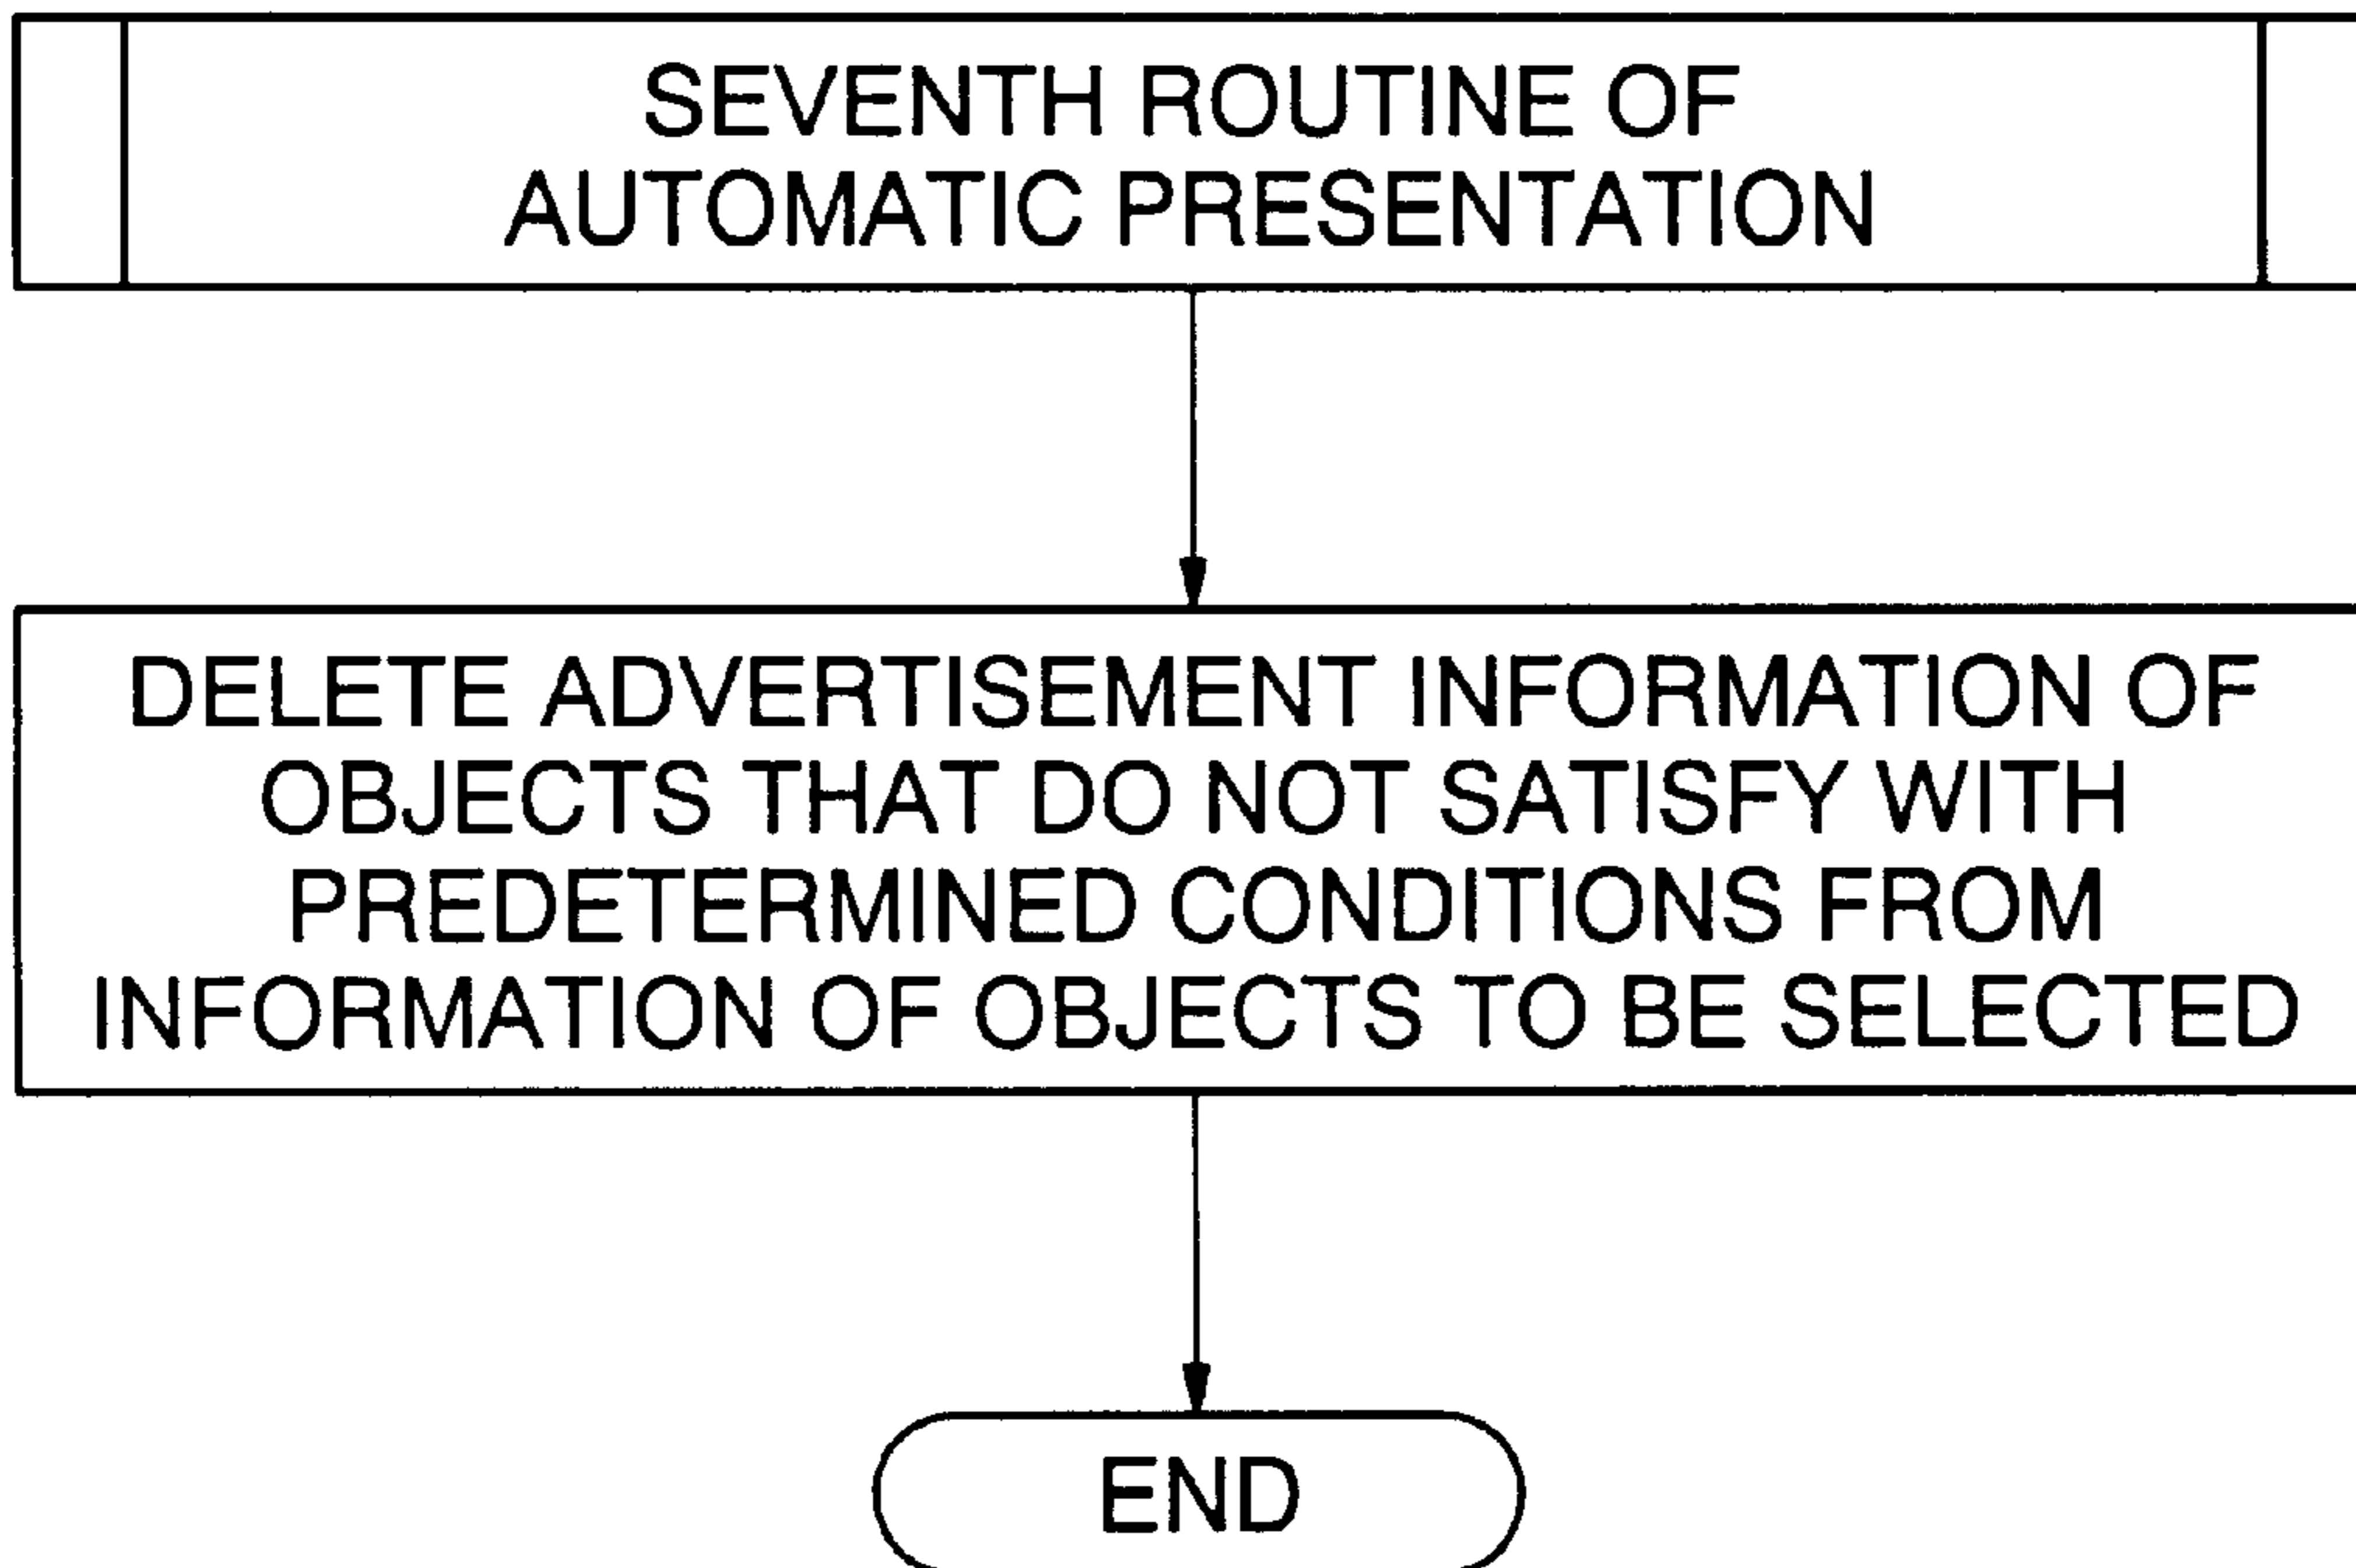 SEVENTH ROUTINE OF
AUTOMATIC PRESENTATION
DELETE ADVERTISEMENT INFORMATION OF
OBJECTS THAT DO NOT SATISFY WITH
PREDETERMINED CONDITIONS FROM
INFORMATION OF OBJECTS TO BE SELECTED
END